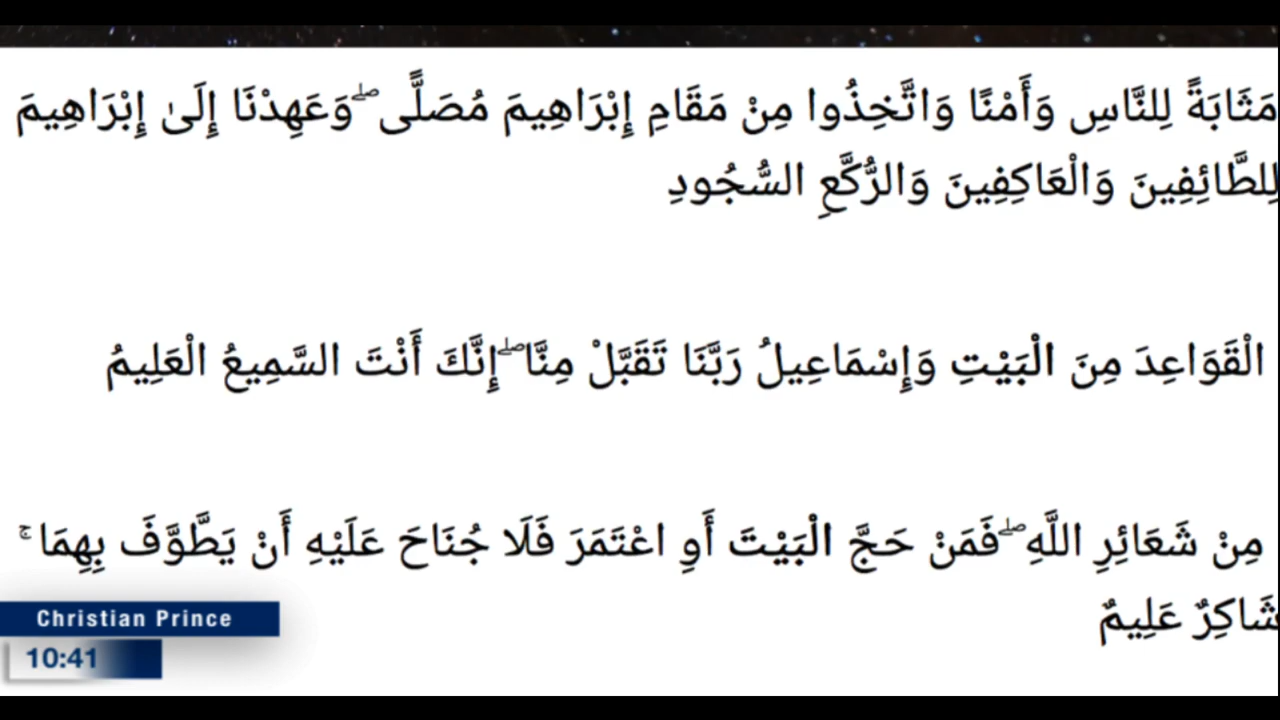 مَثَابَةً لِلنَّاسِ وَأَمْنًا وَاتَّخِذُوا مِنْ مَقَامِ إِبْرَاهِيمَ مُصَلًّى ۖ وَعَهِدْنَا إِلَىٰ إِبْرَاهِيمَ
لِلطَّائِفِينَ وَالْعَاكِفِينَ وَالرُّكَّعِ السُّجُودِ
الْقَوَاعِدَ مِنَ الْبَيْتِ وَإِسْمَاعِيلُ رَبَّنَا تَقَبَّلْ مِنَّا ۖ إِنَّكَ أَنْتَ السَّمِيعُ الْعَلِيمُ
مِنْ شَعَائِرِ اللَّهِ ۖ فَمَنْ حَجَّ الْبَيْتَ أَوِ اعْتَمَرَ فَلَا جُنَاحَ عَلَيْهِ أَنْ يَطَّوَّفَ بِهِمَا ۚ
شَاكِرٌ عَلِيمٌ
Christian Prince
10:41